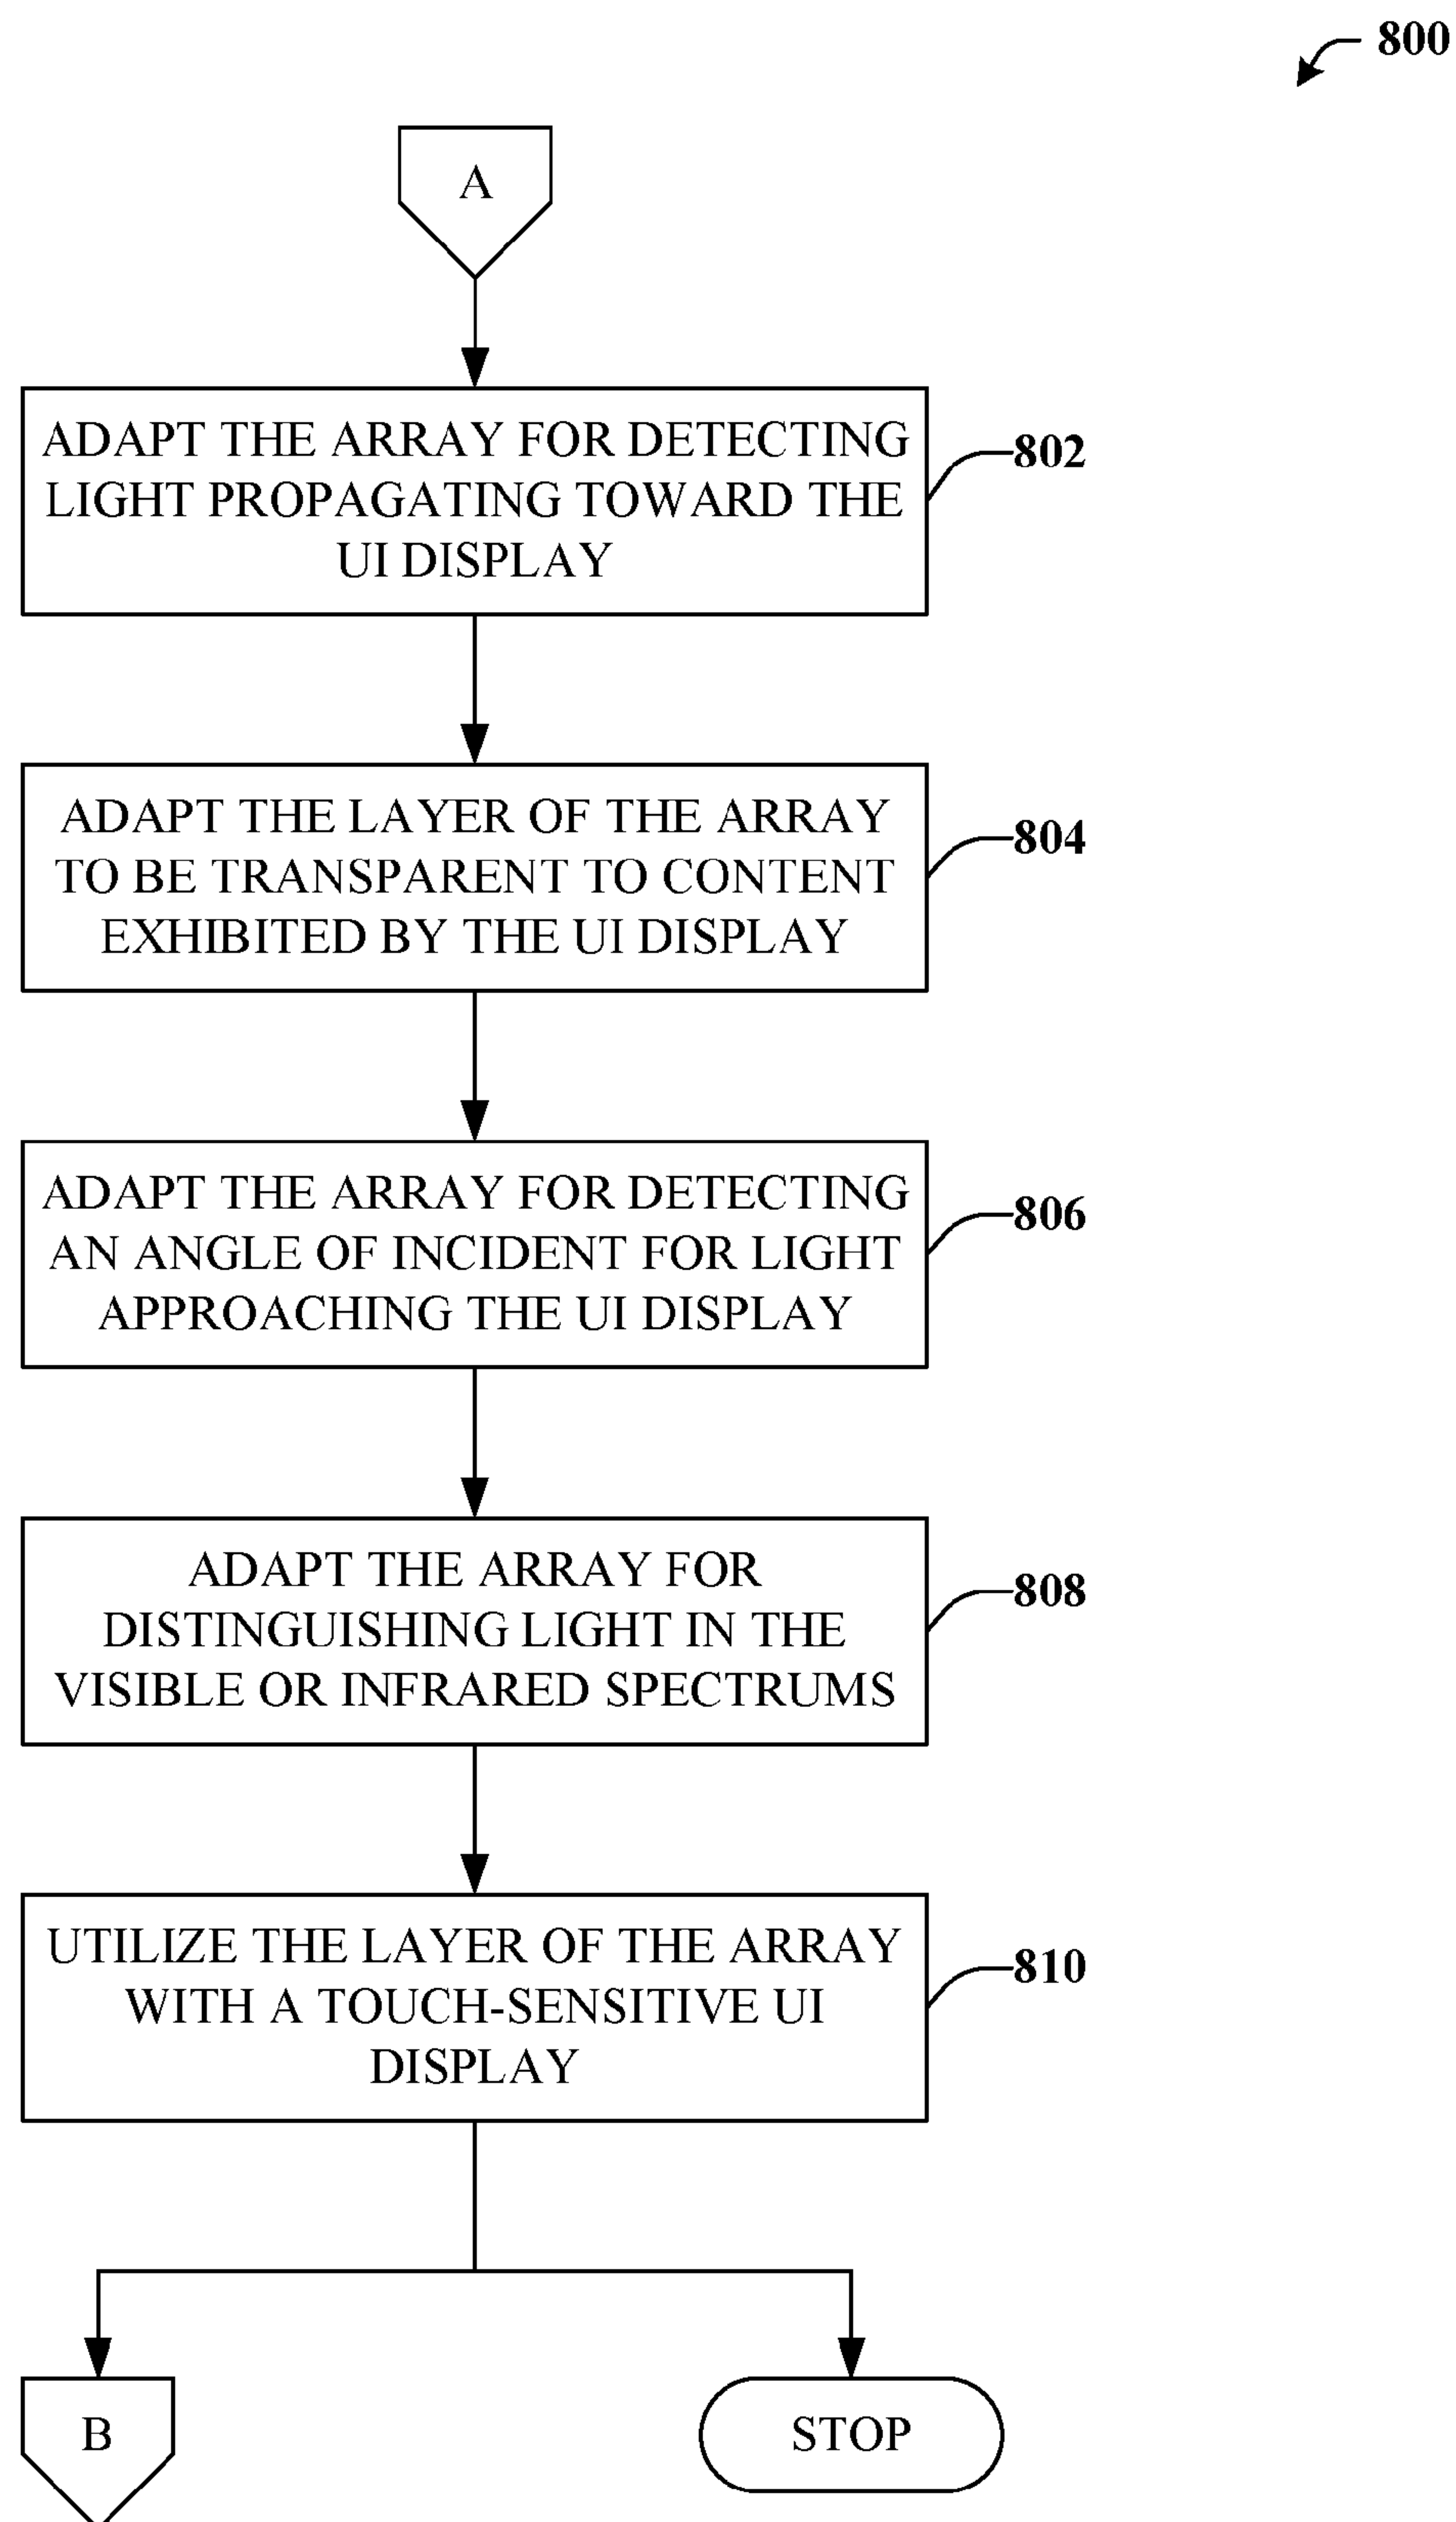 800
A
ADAPT THE ARRAY FOR DETECTING
LIGHT PROPAGATING TOWARD THE
UI DISPLAY
802
ADAPT THE LAYER OF THE ARRAY
TO BE TRANSPARENT TO CONTENT
EXHIBITED BY THE UI DISPLAY
804
ADAPT THE ARRAY FOR DETECTING
AN ANGLE OF INCIDENT FOR LIGHT
APPROACHING THE UI DISPLAY
806
ADAPT THE ARRAY FOR
DISTINGUISHING LIGHT IN THE
VISIBLE OR INFRARED SPECTRUMS
808
UTILIZE THE LAYER OF THE ARRAY
WITH A TOUCH-SENSITIVE UI
DISPLAY
810
B
STOP